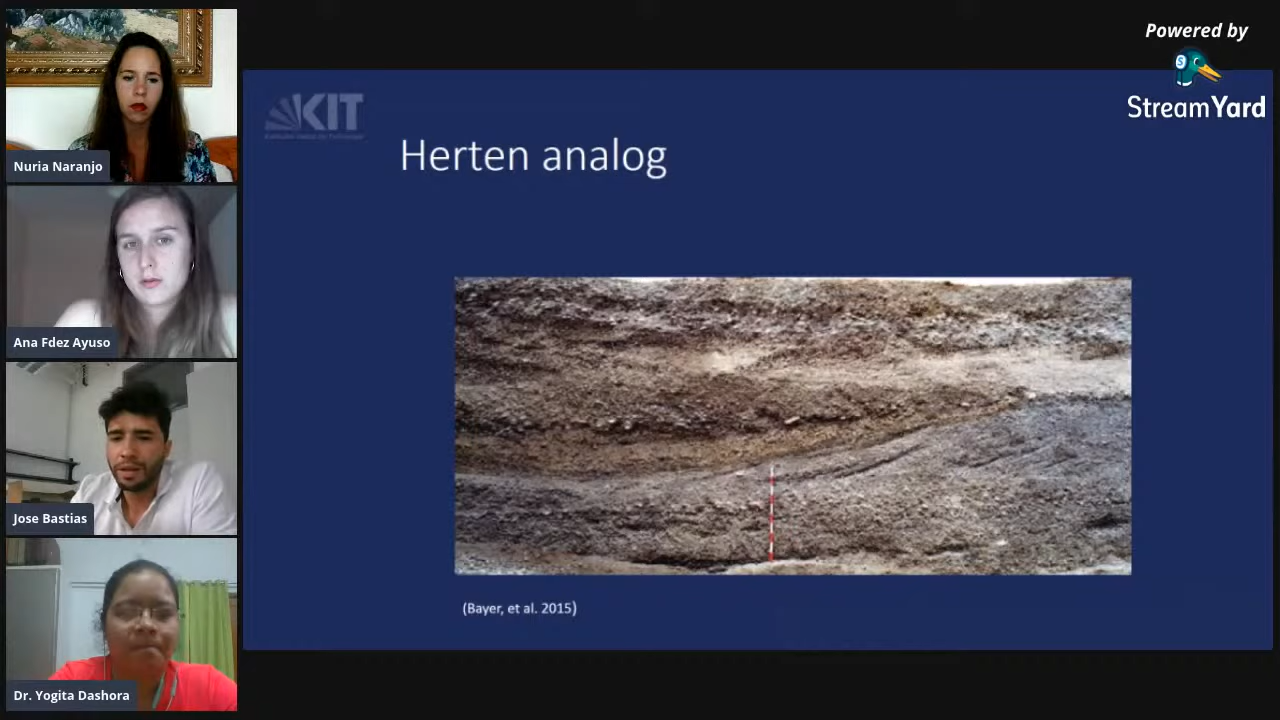 Nuria Naranjo
Ana Fdez Ayuso
Jose Bastias
Dr. Yogita Dashora
KIT
Herten analog
(Bayer, et al. 2015)
Powered by
S
StreamYard